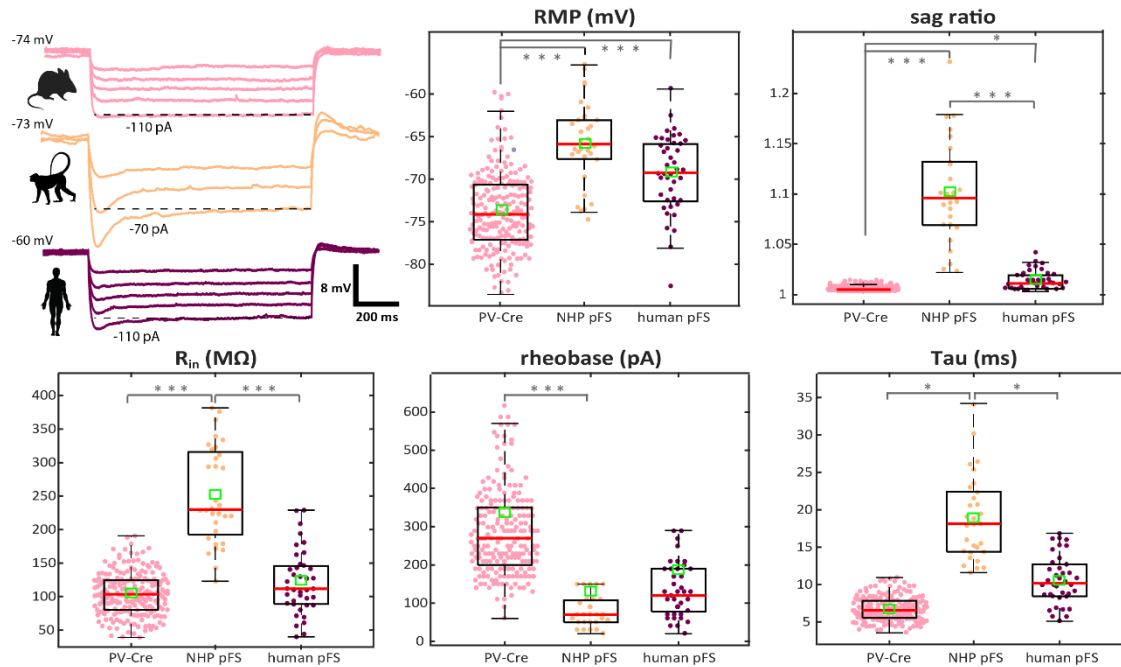 -74 mV
-110 pA
-73 mV
-70 pA
-60 mV
-110 pA
8 mV
200 ms
RMP (mV)
* * *
* * *
-60
-65
-70
-75
-80
PV-Cre NHP pFS human pFS
sag ratio
*
* * *
* * *
1.2
1.15
1.1
1.05
1
PV-Cre NHP pFS human pFS
R_in (MΩ)
* * *
* * *
400
350
300
250
200
150
100
50
PV-Cre NHP pFS human pFS
rheobase (pA)
* * *
600
500
400
300
200
100
0
PV-Cre NHP pFS human pFS
Tau (ms)
*
*
35
30
25
20
15
10
5
PV-Cre NHP pFS human pFS